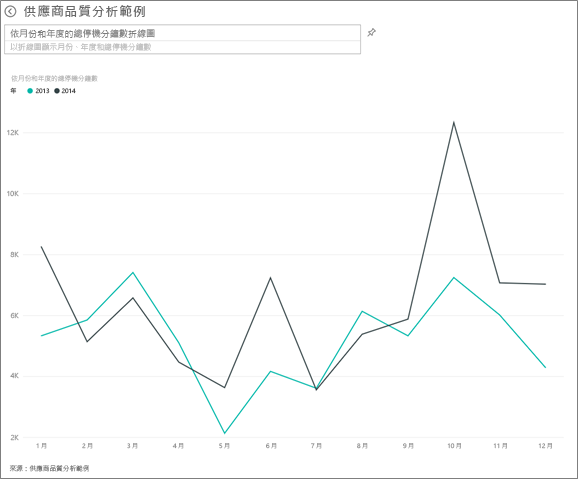 供應商品質分析範例
依月份和年度的總停機分鐘數折線圖
以折線圖顯示月份、年度和總停機分鐘數
依月份和年度的總停機分鐘數
年 2013 2014
12K
10K
8K
6K
4K
2K
1 月 2 月 3 月 4 月 5 月 6 月 7 月 8 月 9 月 10 月 11 月 12 月
來源：供應商品質分析範例